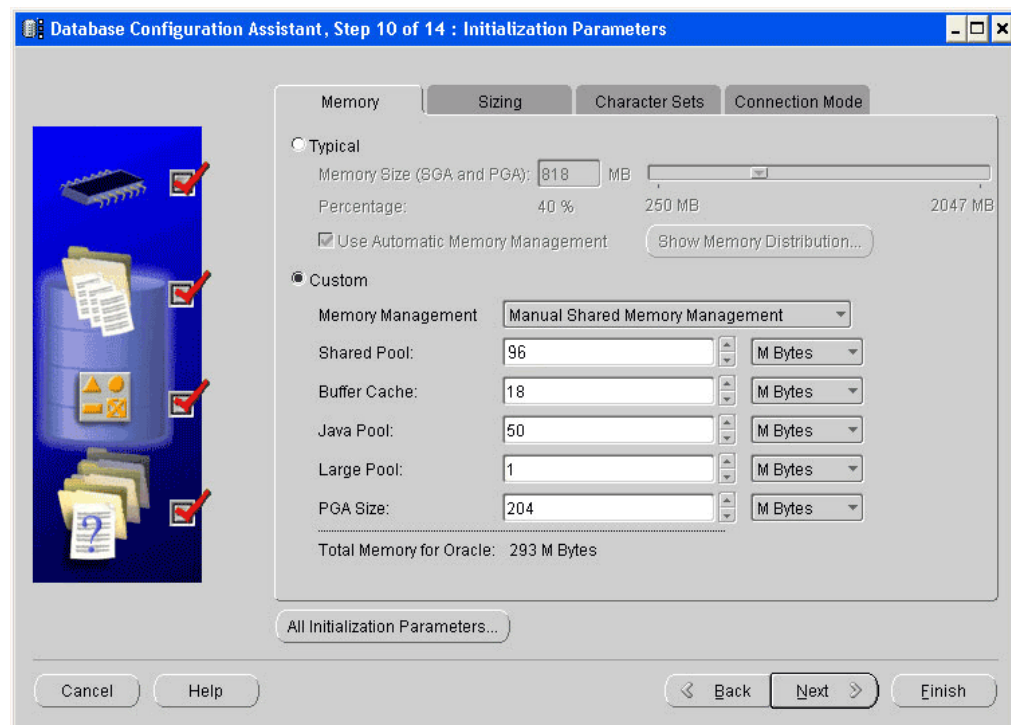 Database Configuration Assistant, Step 10 of 14 : Initialization Parameters
Memory Sizing Character Sets Connection Mode
Typical
Memory Size (SGA and PGA): 818 MB
Percentage: 40 % 250 MB 2047 MB
Use Automatic Memory Management Show Memory Distribution...
Custom
Memory Management Manual Shared Memory Management
Shared Pool: 96 M Bytes
Buffer Cache: 18 M Bytes
Java Pool: 50 M Bytes
Large Pool: 1 M Bytes
PGA Size: 204 M Bytes
Total Memory for Oracle: 293 M Bytes
?
All Initialization Parameters...
Cancel Help Back Next Finish